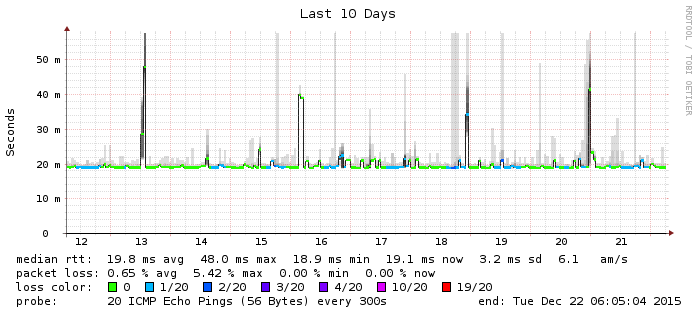 Last 10 Days
RRDTOOL / TOBI OETIKER
Seconds
50 m
40 m
30 m
20 m
10 m
0
12 13 14 15 16 17 18 19 20 21
median rtt: 19.8 ms avg 48.0 ms max 18.9 ms min 19.1 ms now 3.2 ms sd 6.1 am/s
packet loss: 0.65 % avg 5.42 % max 0.00 % min 0.00 % now
loss color: 0 1/20 2/20 3/20 4/20 10/20 19/20
probe: 20 ICMP Echo Pings (56 Bytes) every 300s end: Tue Dec 22 06:05:04 2015